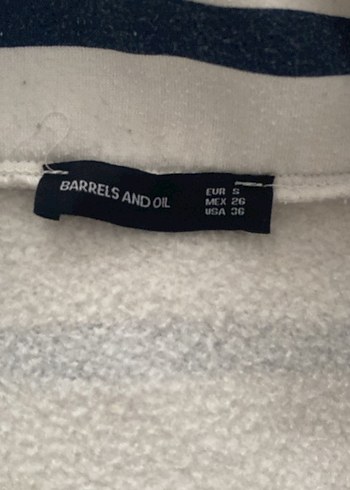 BARRELS AND OIL
EUR S
MEX 26
USA 36